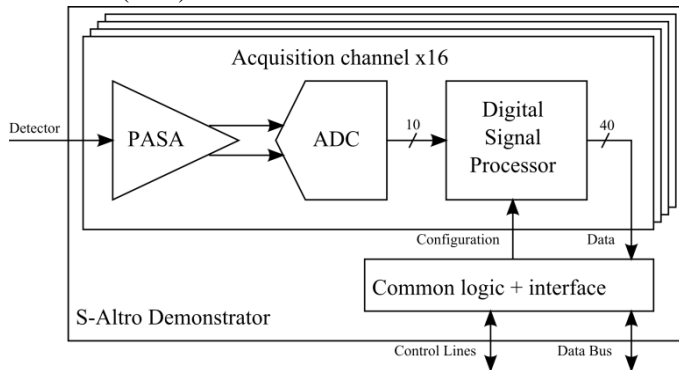 Acquisition channel x16
Detector
PASA
ADC
10
Digital
Signal
Processor
40
Configuration
Data
Common logic + interface
S-Altro Demonstrator
Control Lines
Data Bus